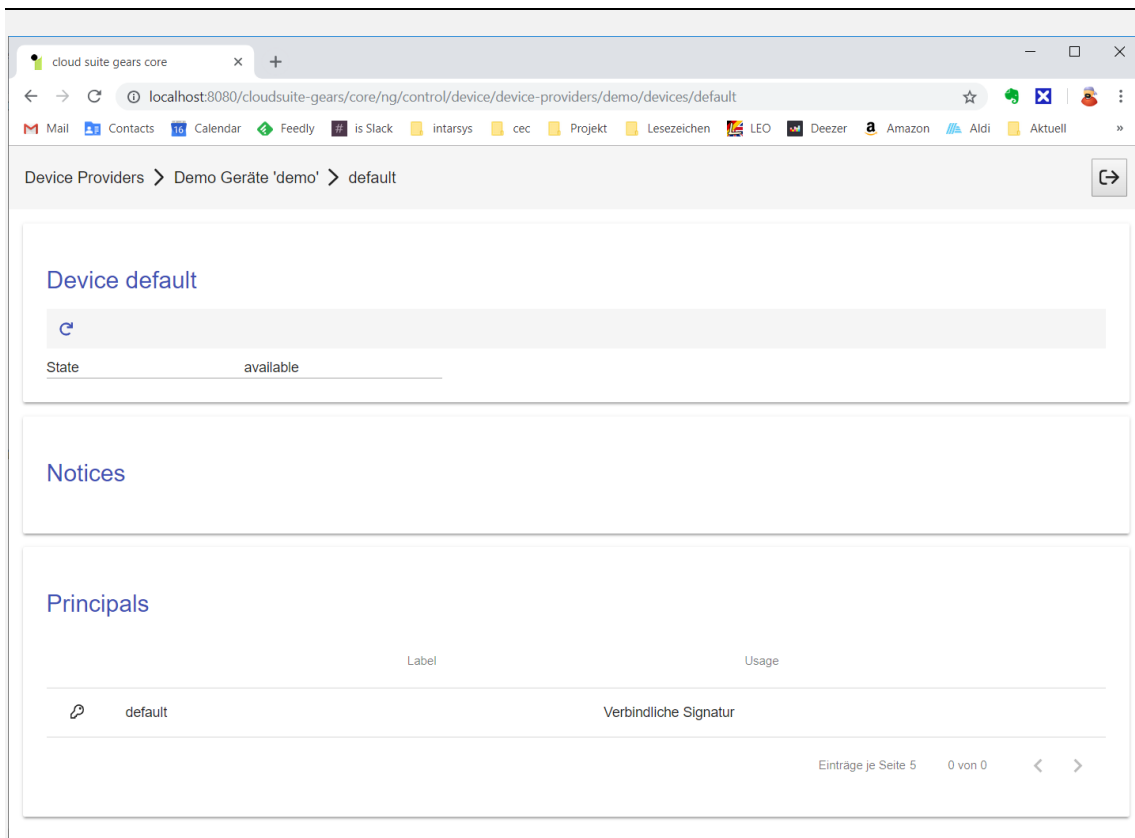 cloud suite gears core
localhost:8080/cloudsuite-gears/core/ng/control/device/device-providers/demo/devices/default
Mail Contacts 16 Calendar Feedly # is Slack intarsys cec Projekt Lesezeichen LEO Deezer a Amazon Aldi Aktuell »
Device Providers > Demo Geräte 'demo' > default
Device default
State available
Notices
Principals
Label Usage
default Verbindliche Signatur
Einträge je Seite 5 0 von 0